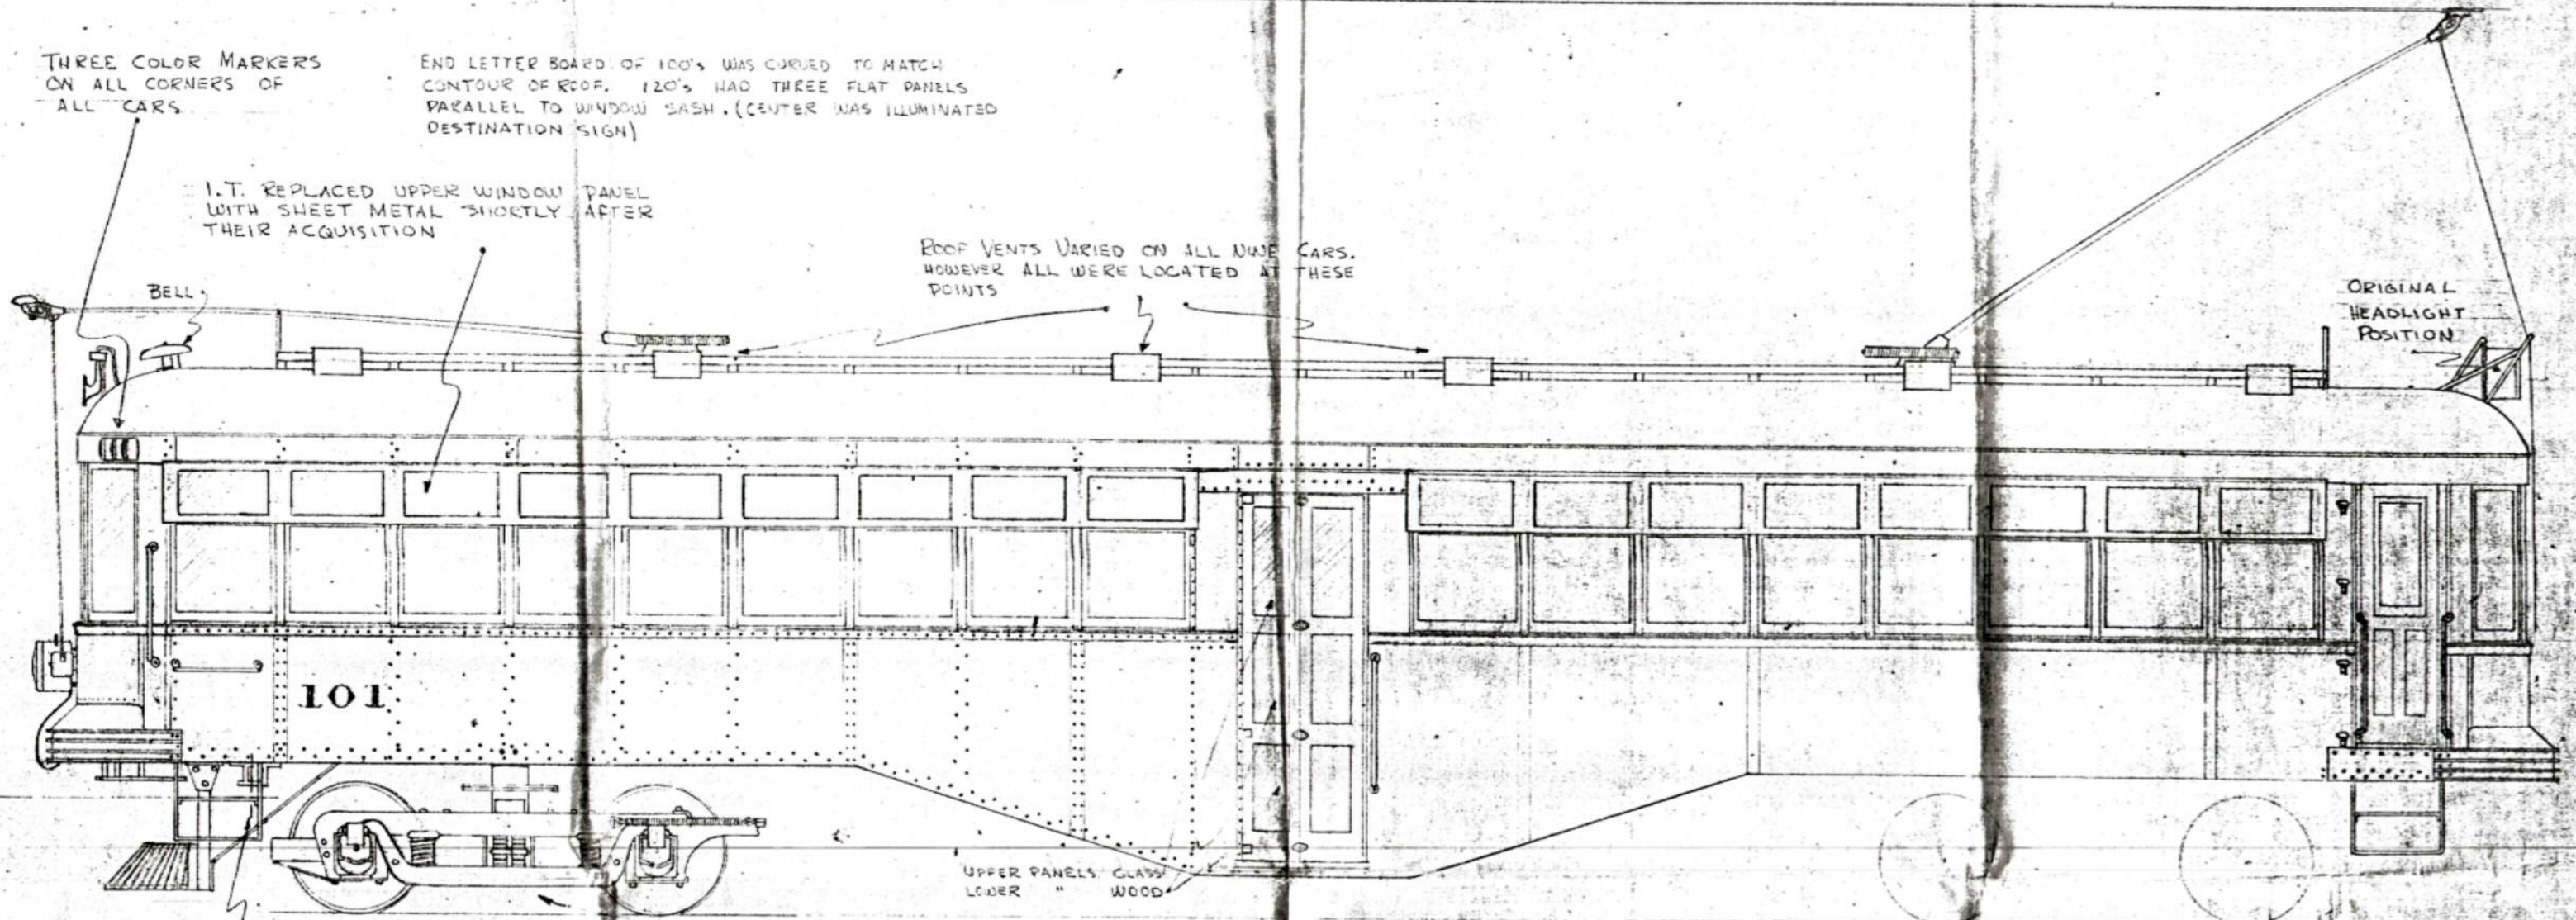 THREE COLOR MARKERS
ON ALL CORNERS OF
ALL CARS
END LETTER BOARD OF 100's WAS CURVED TO MATCH
CONTOUR OF ROOF. 120's HAD THREE FLAT PANELS
PARALLEL TO WINDOW SASH. (CENTER WAS ILLUMINATED
DESTINATION SIGN)
I.T. REPLACED UPPER WINDOW PANEL
WITH SHEET METAL SHORTLY AFTER
THEIR ACQUISITION
BELL
ROOF VENTS VARIED ON ALL NINE CARS.
HOWEVER ALL WERE LOCATED AT THESE
POINTS
ORIGINAL
HEADLIGHT
POSITION
101
UPPER PANELS GLASS
LOWER " WOOD